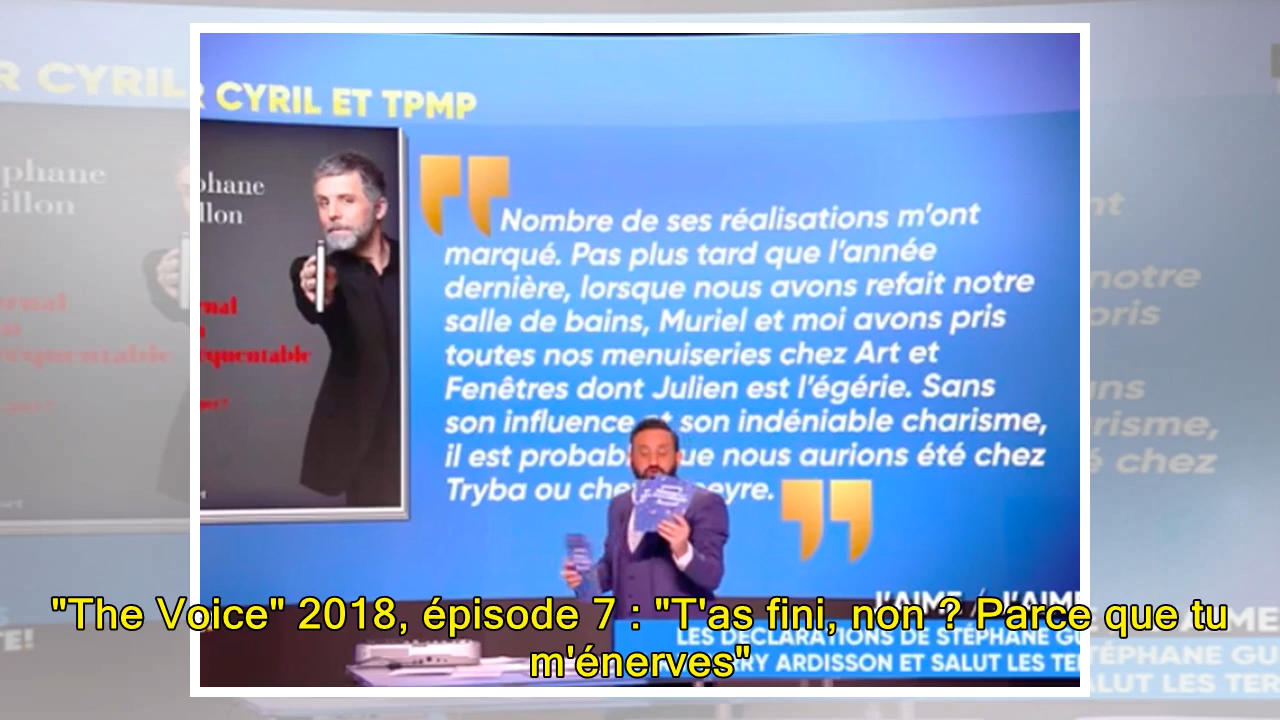 R CYRIL ET TPMP
phane
llon
Nombre de ses réalisations m'ont
marqué. Pas plus tard que l'année
dernière, lorsque nous avons refait notre
salle de bains, Muriel et moi avons pris
toutes nos menuiseries chez Art et
Fenêtres dont Julien est l'égérie. Sans
son influence et son indéniable charisme,
il est probab ue nous aurions été chez
Tryba ou che eyre.
J'AIME / J'AIME
"The Voice" 2018, épisode 7 : "T'as fini, non ? Parce que tu
m'énerves"
LES DÉCLARATIONS DE STÉPHANE GU
RY ARDISSON ET SALUT LES TER